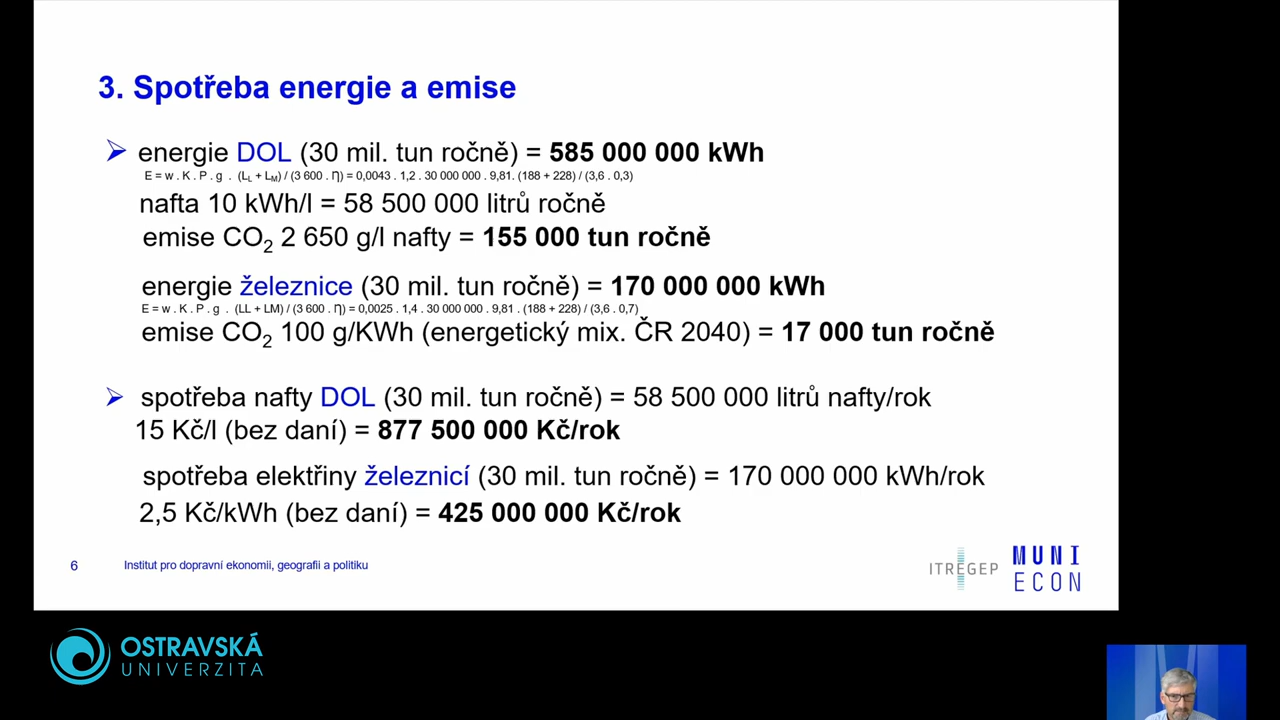 3. Spotřeba energie a emise
energie DOL (30 mil. tun ročně) = 585 000 000 kWh
E = w . K . P . g . (LL + LM) / (3 600 . Ƞ) = 0,0043 . 1,2 . 30 000 000 . 9,81. (188 + 228) / (3,6 . 0,3)
nafta 10 kWh/l = 58 500 000 litrů ročně
emise CO2 2 650 g/l nafty = 155 000 tun ročně
energie železnice (30 mil. tun ročně) = 170 000 000 kWh
E = w . K . P . g . (LL + LM) / (3 600 . Ƞ) = 0,0025 . 1,4 . 30 000 000 . 9,81 . (188 + 228) / (3,6 . 0,7)
emise CO2 100 g/KWh (energetický mix. ČR 2040) = 17 000 tun ročně
spotřeba nafty DOL (30 mil. tun ročně) = 58 500 000 litrů nafty/rok
15 Kč/l (bez daní) = 877 500 000 Kč/rok
spotřeba elektřiny železnicí (30 mil. tun ročně) = 170 000 000 kWh/rok
2,5 Kč/kWh (bez daní) = 425 000 000 Kč/rok
6 Institut pro dopravní ekonomii, geografii a politiku
ITREGEP
MUNI
ECON
OSTRAVSKÁ
UNIVERZITA